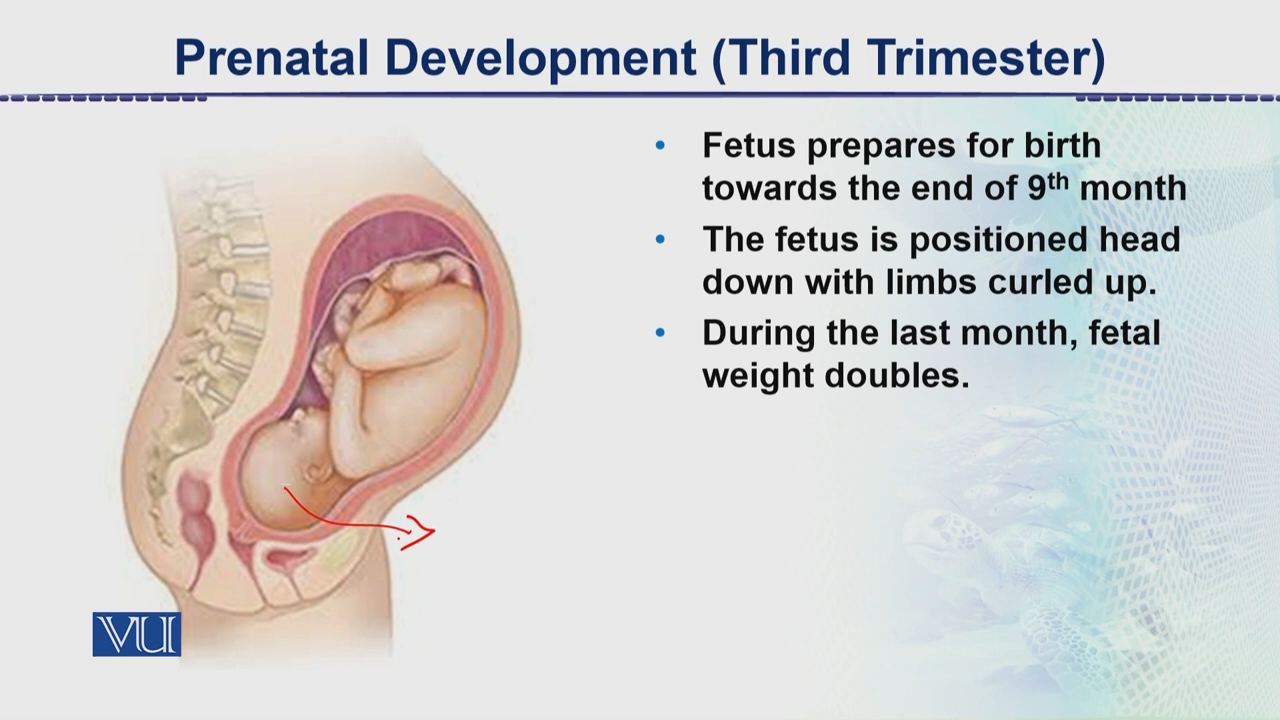 Prenatal Development (Third Trimester)
• Fetus prepares for birth
towards the end of 9th month
• The fetus is positioned head
down with limbs curled up.
• During the last month, fetal
weight doubles.
VU